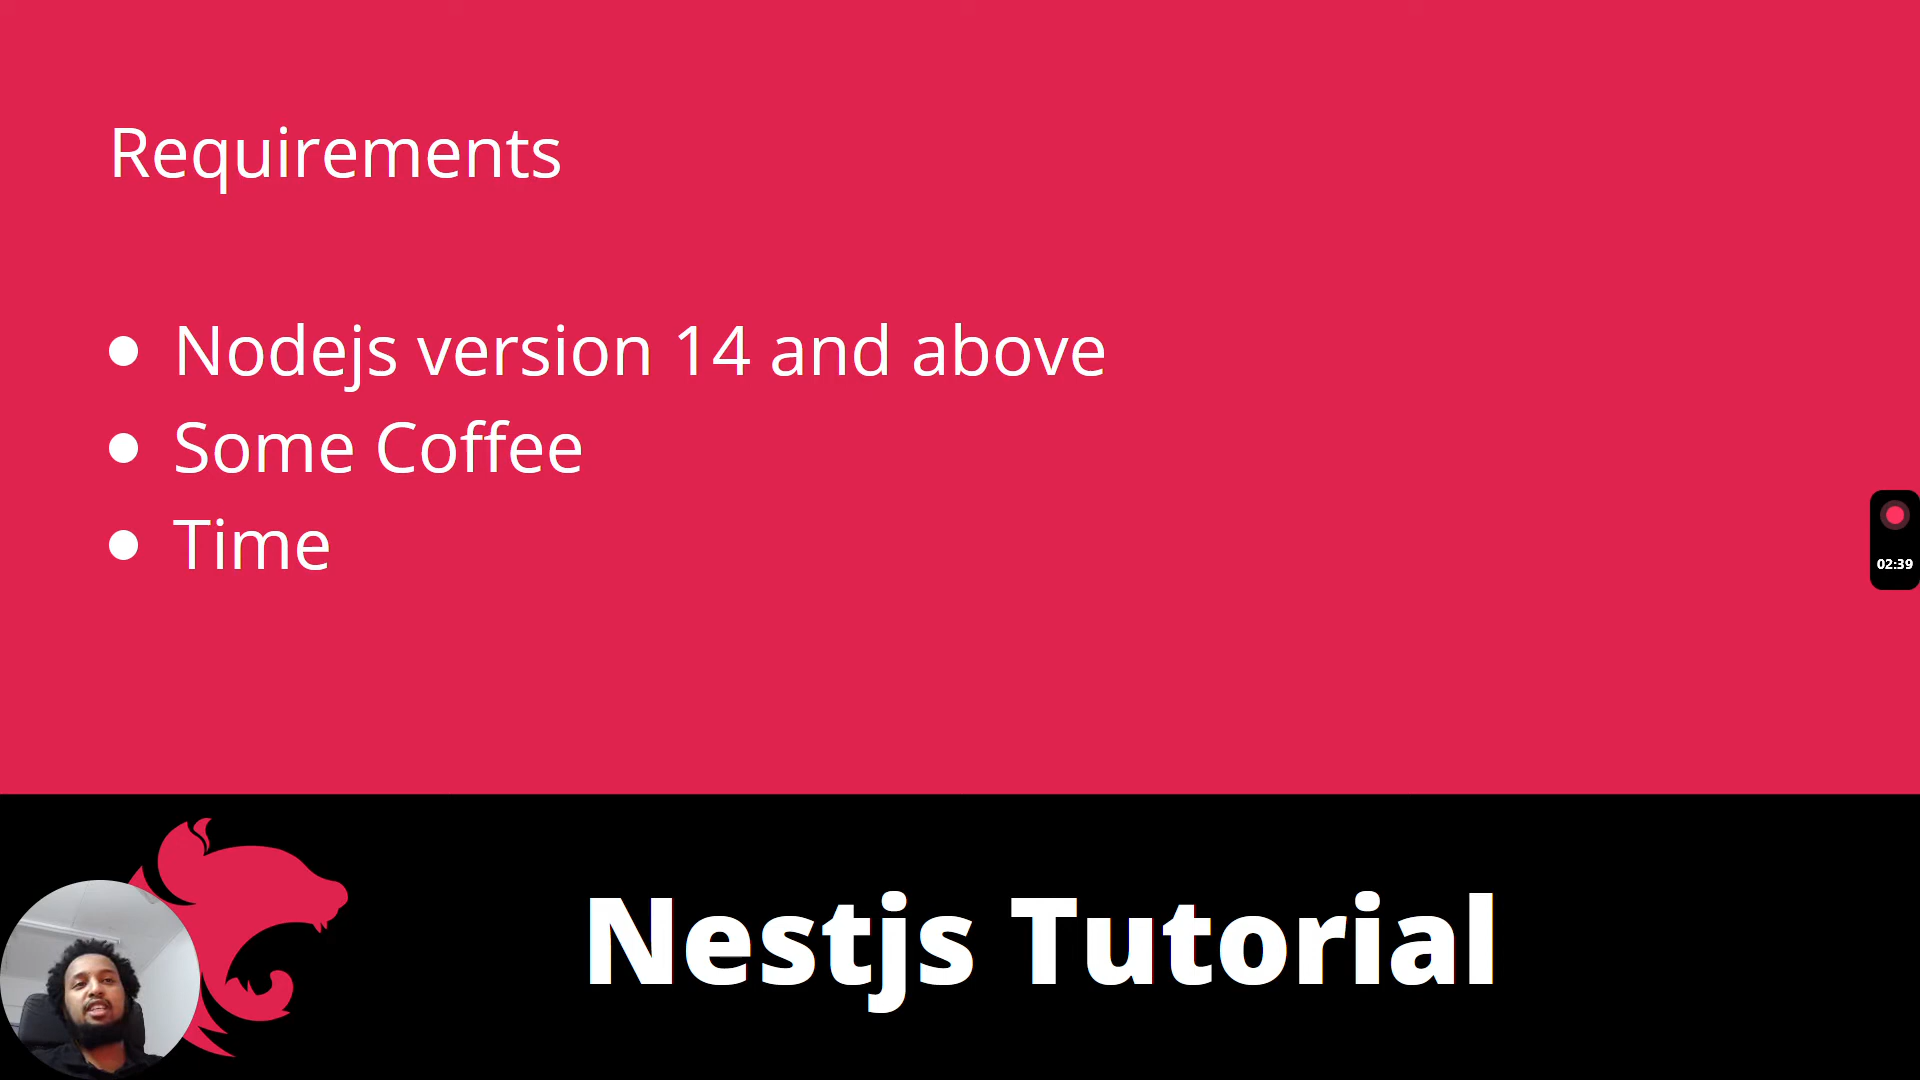 Requirements
Nodejs version 14 and above
Some Coffee
Time
02:39
Nestjs Tutorial